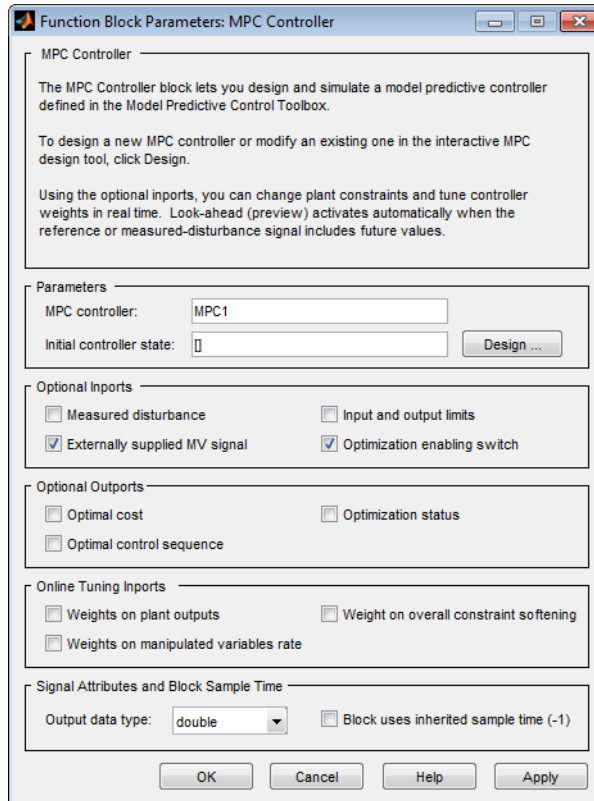 Function Block Parameters: MPC Controller
MPC Controller
The MPC Controller block lets you design and simulate a model predictive controller
defined in the Model Predictive Control Toolbox.
To design a new MPC controller or modify an existing one in the interactive MPC
design tool, click Design.
Using the optional inports, you can change plant constraints and tune controller
weights in real time. Look-ahead (preview) activates automatically when the
reference or measured-disturbance signal includes future values.
Parameters
MPC controller: MPC1
Initial controller state: [] Design ...
Optional Inports
Measured disturbance Input and output limits
Externally supplied MV signal Optimization enabling switch
Optional Outports
Optimal cost Optimization status
Optimal control sequence
Online Tuning Inports
Weights on plant outputs Weight on overall constraint softening
Weights on manipulated variables rate
Signal Attributes and Block Sample Time
Output data type: double Block uses inherited sample time (-1)
OK Cancel Help Apply